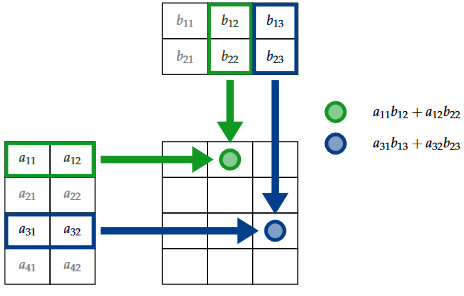 b₁₁ b₁₂ b₁₃
b₂₁ b₂₂ b₂₃
a₁₁b₁₂ + a₁₂b₂₂
a₃₁b₁₃ + a₃₂b₂₃
a₁₁ a₁₂
a₂₁ a₂₂
a₃₁ a₃₂
a₄₁ a₄₂